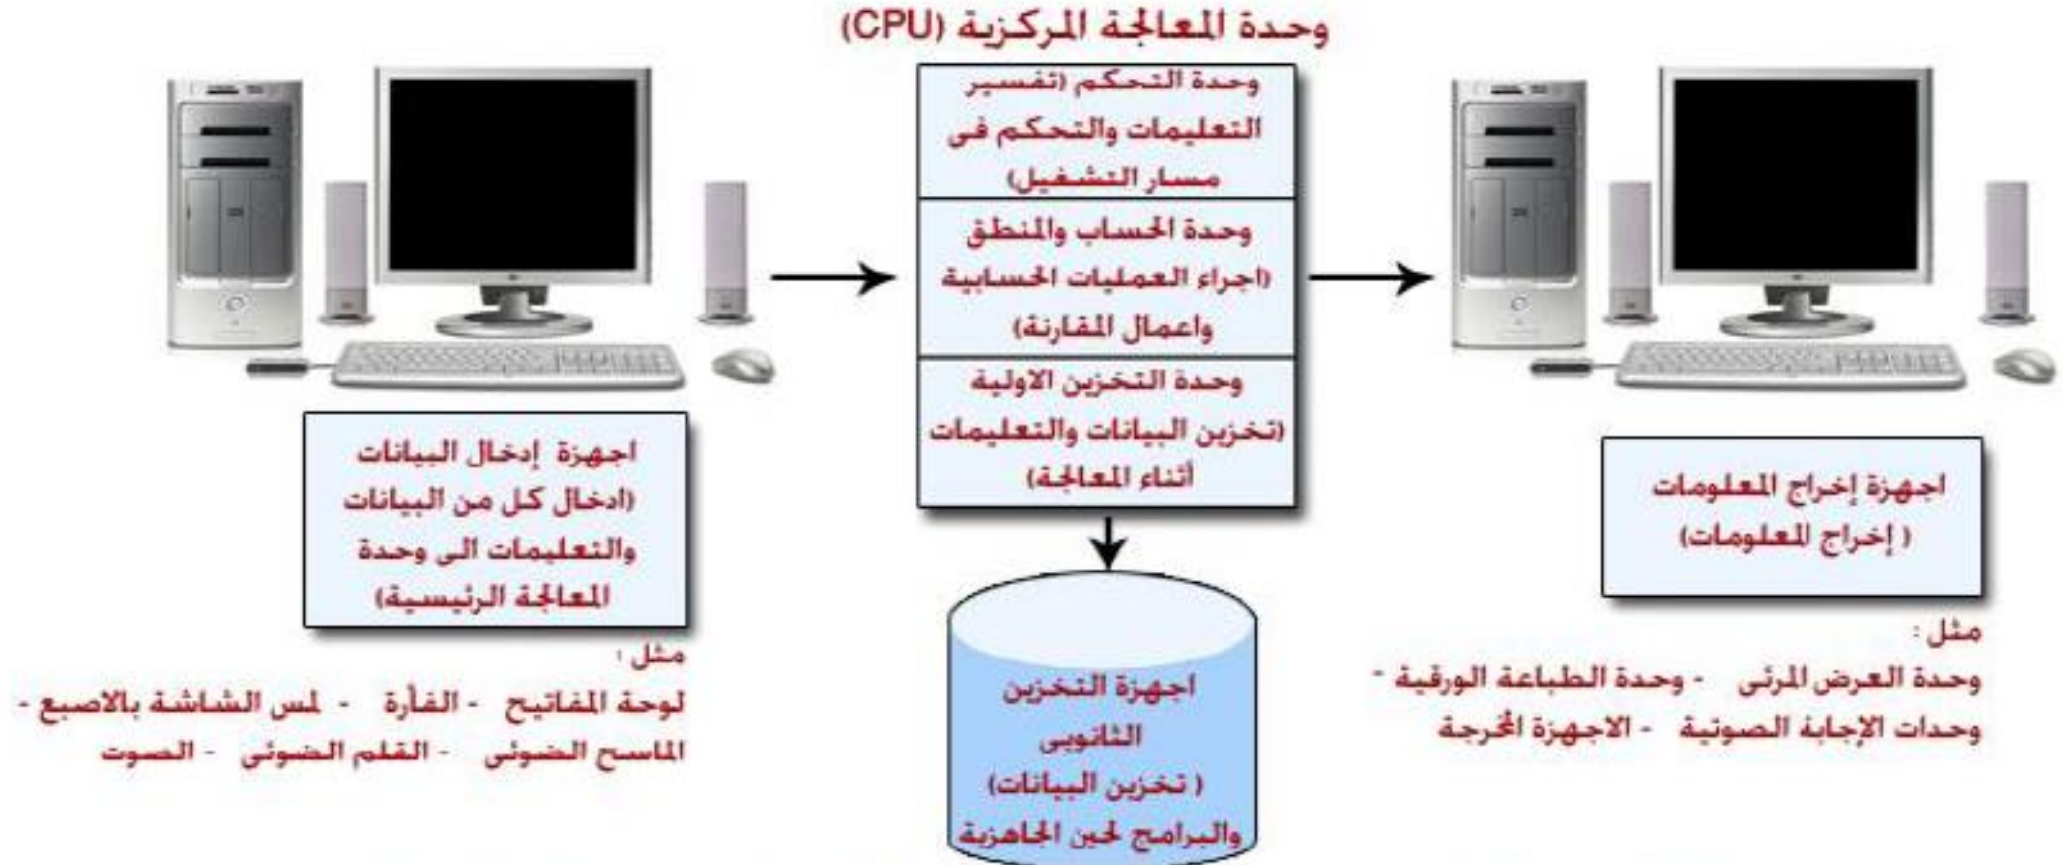 وحدة المعالجة المركزية (CPU)
وحدة التحكم (تفسير
التعليمات والتحكم فى
مسار التشغيل)
وحدة الحساب والمنطق
(اجراء العمليات الحسابية
واعمال المقارنة)
وحدة التخزين الاولية
(تخزين البيانات والتعليمات
أثناء المعالجة)
اجهزة إدخال البيانات
(ادخال كل من البيانات
والتعليمات الى وحدة
المعالجة الرئيسية)
مثل :
لوحة المفاتيح - الفأرة - لمس الشاشة بالاصبع -
الماسح الضوئى - القلم الضوئى - الصوت
اجهزة التخزين
الثانويى
( تخزين البيانات)
والبرامج لحين الجاهزية
اجهزة إخراج المعلومات
( إخراج المعلومات)
مثل :
وحدة العرض المرئى - وحدة الطباعة الورقية -
وحدات الإجابة الصوتية - الاجهزة المخرجة